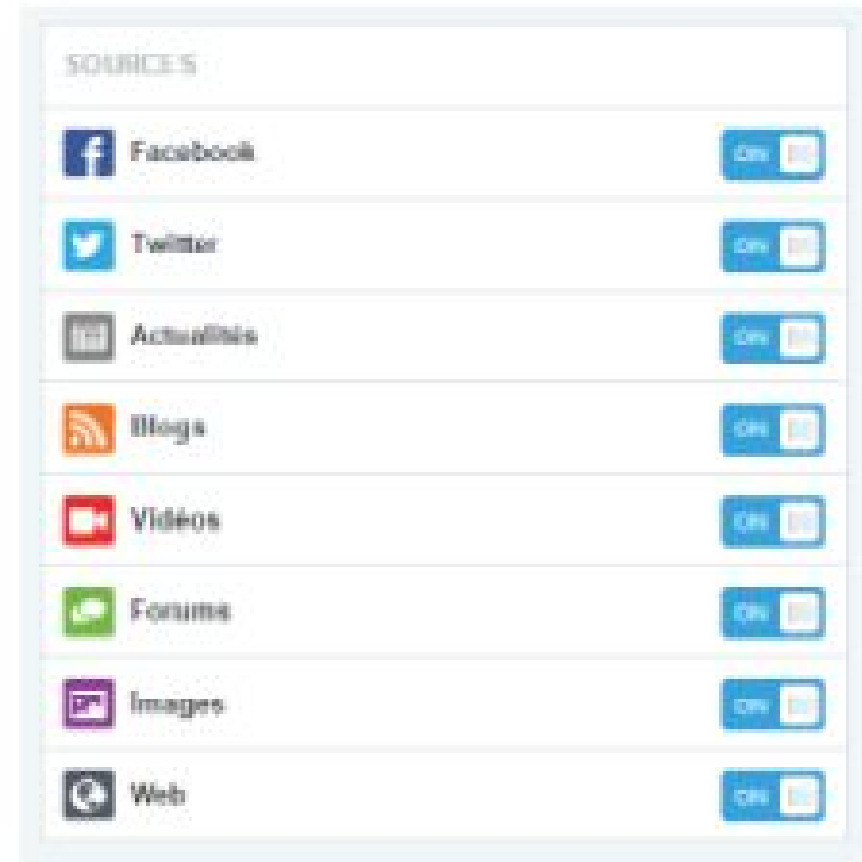 SOURCES
Facebook ON
Twitter ON
Actualités ON
Blogs ON
Vidéos ON
Forums ON
Images ON
Web ON